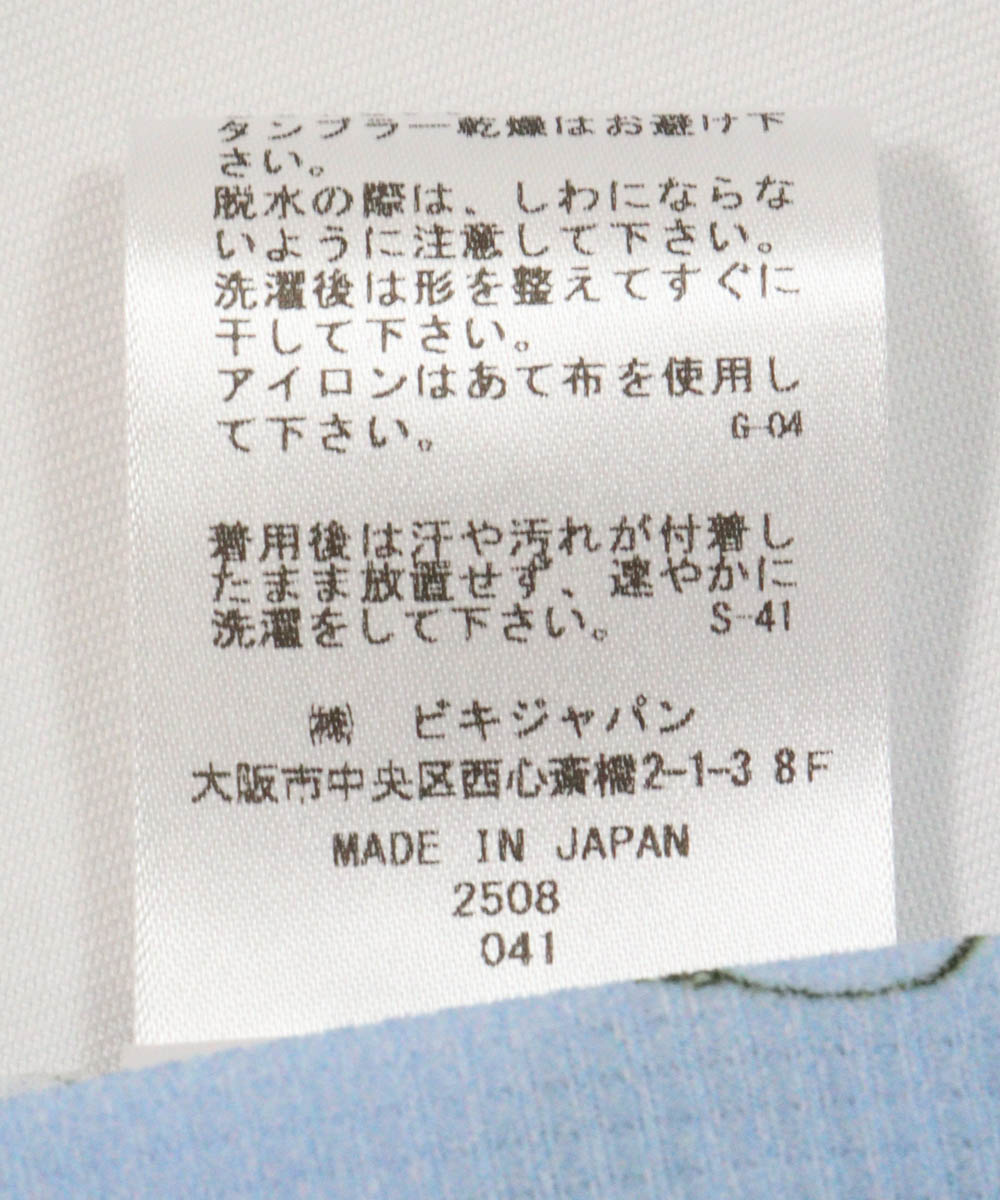 タンブラー乾燥はお避け下
さい。
脱水の際は、しわにならな
いように注意して下さい。
洗濯後は形を整えてすぐに
干して下さい。
アイロンはあて布を使用し
て下さい。 G-04
着用後は汗や汚れが付着し
たまま放置せず、速やかに
洗濯をして下さい。 S-41
㈱ ビキジャパン
大阪市中央区西心斎橋2-1-3 8F
MADE IN JAPAN
2508
041